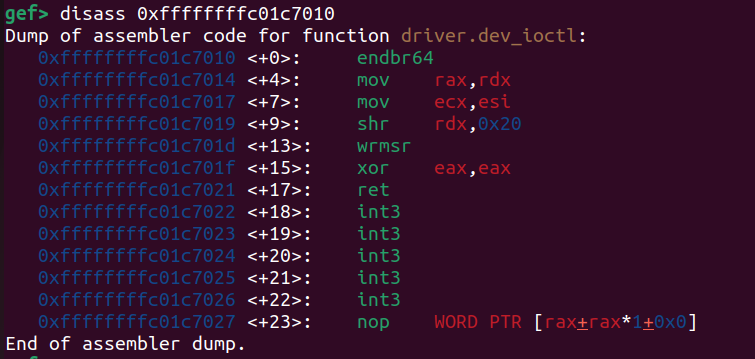 gef> disass 0xffffffffc01c7010
Dump of assembler code for function driver.dev_ioctl:
   0xffffffffc01c7010 <+0>:	endbr64
   0xffffffffc01c7014 <+4>:	mov    rax,rdx
   0xffffffffc01c7017 <+7>:	mov    ecx,esi
   0xffffffffc01c7019 <+9>:	shr    rdx,0x20
   0xffffffffc01c701d <+13>:	wrmsr
   0xffffffffc01c701f <+15>:	xor    eax,eax
   0xffffffffc01c7021 <+17>:	ret
   0xffffffffc01c7022 <+18>:	int3
   0xffffffffc01c7023 <+19>:	int3
   0xffffffffc01c7024 <+20>:	int3
   0xffffffffc01c7025 <+21>:	int3
   0xffffffffc01c7026 <+22>:	int3
   0xffffffffc01c7027 <+23>:	nop    WORD PTR [rax+rax*1+0x0]
End of assembler dump.